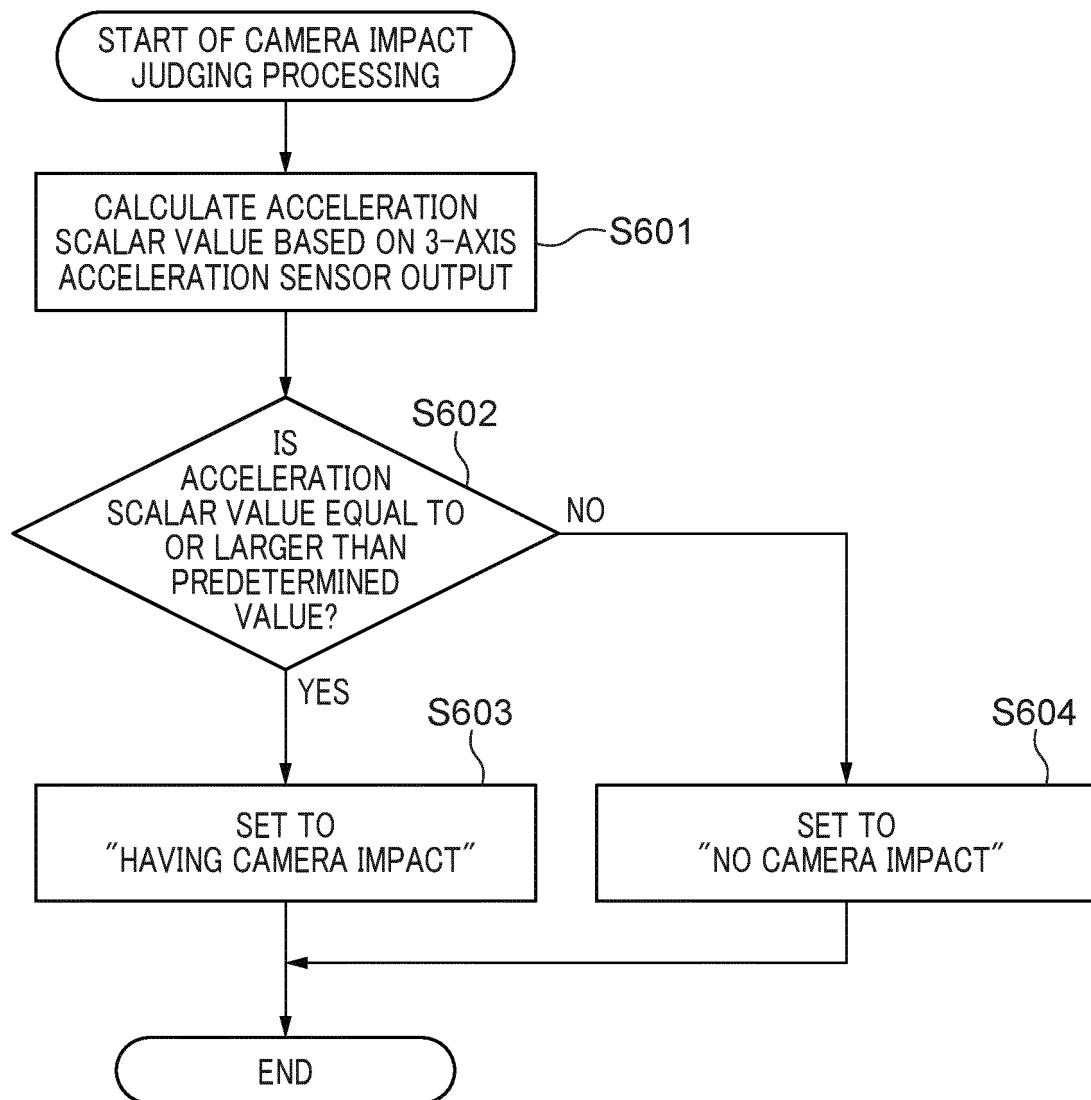 START OF CAMERA IMPACT
JUDGING PROCESSING
CALCULATE ACCELERATION
SCALAR VALUE BASED ON 3-AXIS
ACCELERATION SENSOR OUTPUT
S601
S602
IS
ACCELERATION
SCALAR VALUE EQUAL TO
OR LARGER THAN
PREDETERMINED
VALUE?
NO
YES
S603
SET TO
"HAVING CAMERA IMPACT"
S604
SET TO
"NO CAMERA IMPACT"
END